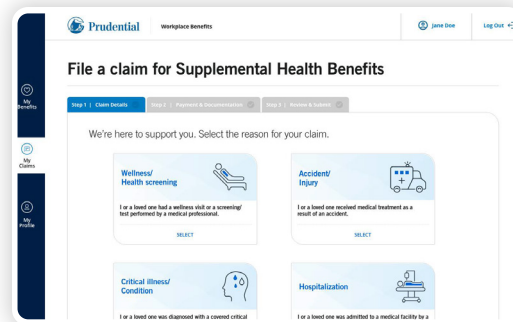 Prudential
Workplace Benefits
Jane Doe
Log Out
File a claim for Supplemental Health Benefits
My
Benefits
My
Claims
My
Profile
Step 1 | Claim Details
Step 2 | Payment & Documentation
Step 3 | Review & Submit
We're here to support you. Select the reason for your claim.
Wellness/
Health screening
I or a loved one had a wellness visit or a screening/
test performed by a medical professional.
SELECT
Accident/
Injury
I or a loved one received medical treatment as a
result of an accident.
SELECT
Critical illness/
Condition
I or a loved one was diagnosed with a covered critical
Hospitalization
I or a loved one was admitted to a medical facility by a